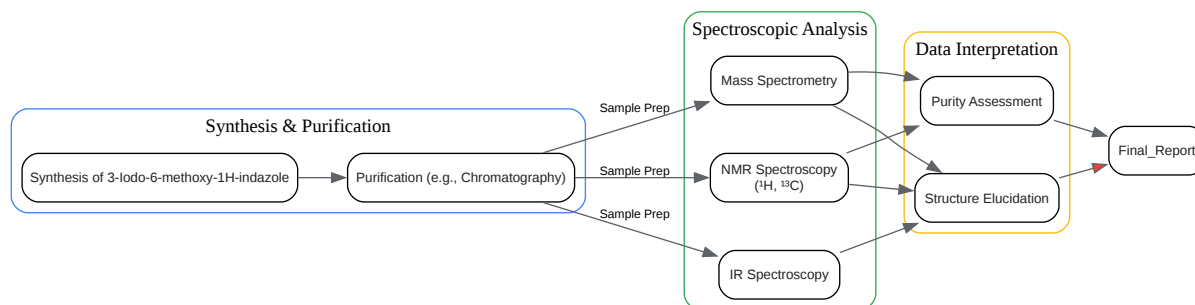 Synthesis & Purification
Synthesis of 3-Iodo-6-methoxy-1H-indazole
Purification (e.g., Chromatography)
Sample Prep
Sample Prep
Sample Prep
Spectroscopic Analysis
Mass Spectrometry
NMR Spectroscopy
(¹H, ¹³C)
IR Spectroscopy
Data Interpretation
Purity Assessment
Structure Elucidation
Final_Report